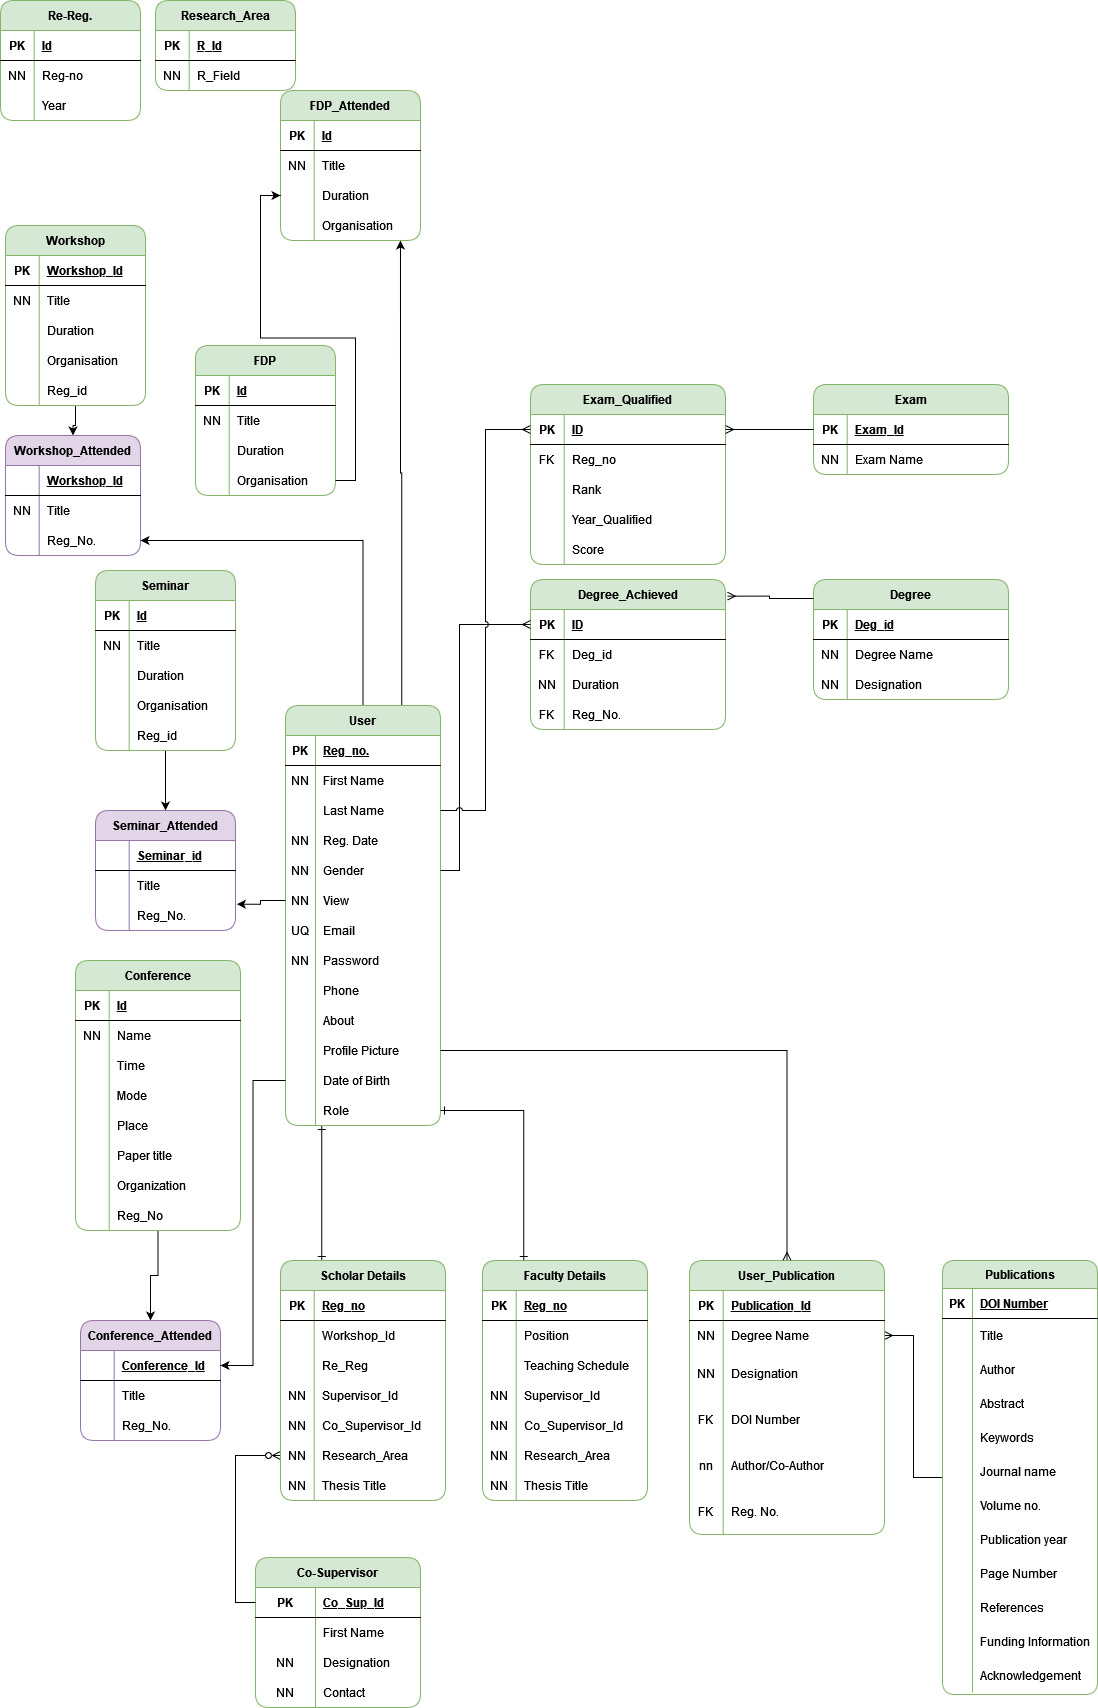 Re-Reg.
PK Id
NN Reg-no
Year
Research_Area
PK R_Id
NN R_Field
FDP_Attended
PK Id
NN Title
Duration
Organisation
Workshop
PK Workshop_Id
NN Title
Duration
Organisation
Reg_id
Workshop_Attended
Workshop_Id
NN Title
Reg_No.
FDP
PK Id
NN Title
Duration
Organisation
Exam_Qualified
PK ID
FK Reg_no
Rank
Year_Qualified
Score
Exam
PK Exam_Id
NN Exam Name
Seminar
PK Id
NN Title
Duration
Organisation
Reg_id
Degree_Achieved
PK ID
FK Deg_id
NN Duration
FK Reg_No.
Degree
PK Deg_id
NN Degree Name
NN Designation
Seminar_Attended
Seminar_id
Title
Reg_No.
User
PK Reg_no.
NN First Name
Last Name
NN Reg. Date
NN Gender
NN View
UQ Email
NN Password
Phone
About
Profile Picture
Date of Birth
Role
Conference
PK Id
NN Name
Time
Mode
Place
Paper title
Organization
Reg_No
Conference_Attended
Conference_Id
Title
Reg_No.
Scholar Details
PK Reg_no
Workshop_Id
Re_Reg
NN Supervisor_Id
NN Co_Supervisor_Id
NN Research_Area
NN Thesis Title
Faculty Details
PK Reg_no
Position
Teaching Schedule
NN Supervisor_Id
NN Co_Supervisor_Id
NN Research_Area
NN Thesis Title
User_Publication
PK Publication_Id
NN Degree Name
NN Designation
FK DOI Number
nn Author/Co-Author
FK Reg. No.
Publications
PK DOI Number
Title
Author
Abstract
Keywords
Journal name
Volume no.
Publication year
Page Number
References
Funding Information
Acknowledgement
Co-Supervisor
PK Co_Sup_Id
First Name
NN Designation
NN Contact